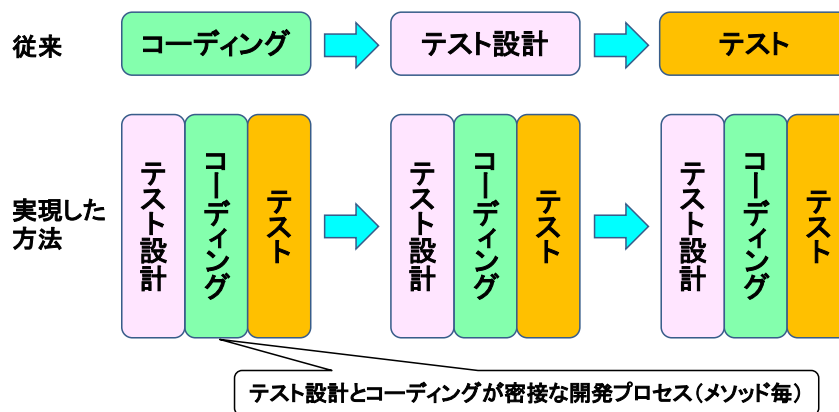 従来
コーディング
テスト設計
テスト
実現した
方法
テスト設計
コーディング
テスト
テスト設計
コーディング
テスト
テスト設計
コーディング
テスト
テスト設計とコーディングが密接な開発プロセス(メソッド毎)